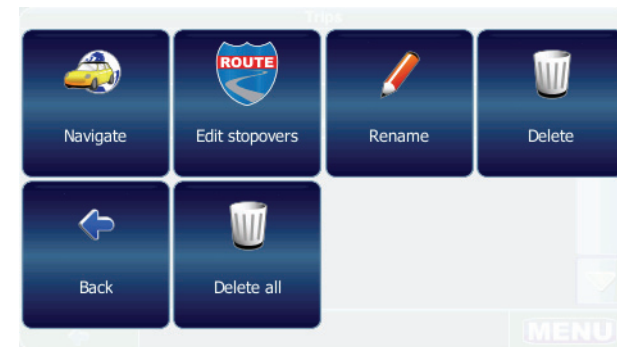 Trips
ROUTE
Navigate
Edit stopovers
Rename
Delete
Back
Delete all
MENU